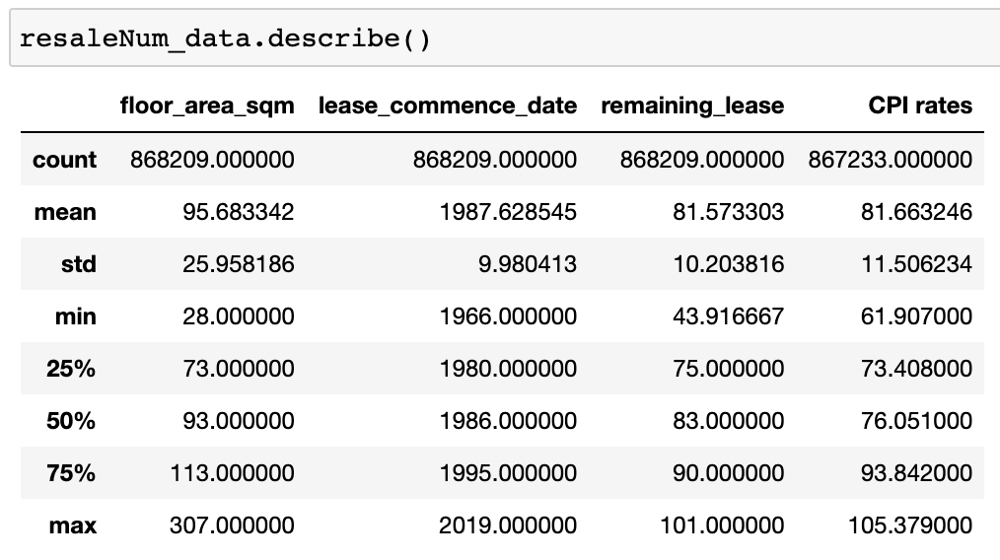 resaleNum_data.describe()
floor_area_sqm lease_commence_date remaining_lease CPI rates
count 868209.000000 868209.000000 868209.000000 867233.000000
mean 95.683342 1987.628545 81.573303 81.663246
std 25.958186 9.980413 10.203816 11.506234
min 28.000000 1966.000000 43.916667 61.907000
25% 73.000000 1980.000000 75.000000 73.408000
50% 93.000000 1986.000000 83.000000 76.051000
75% 113.000000 1995.000000 90.000000 93.842000
max 307.000000 2019.000000 101.000000 105.379000